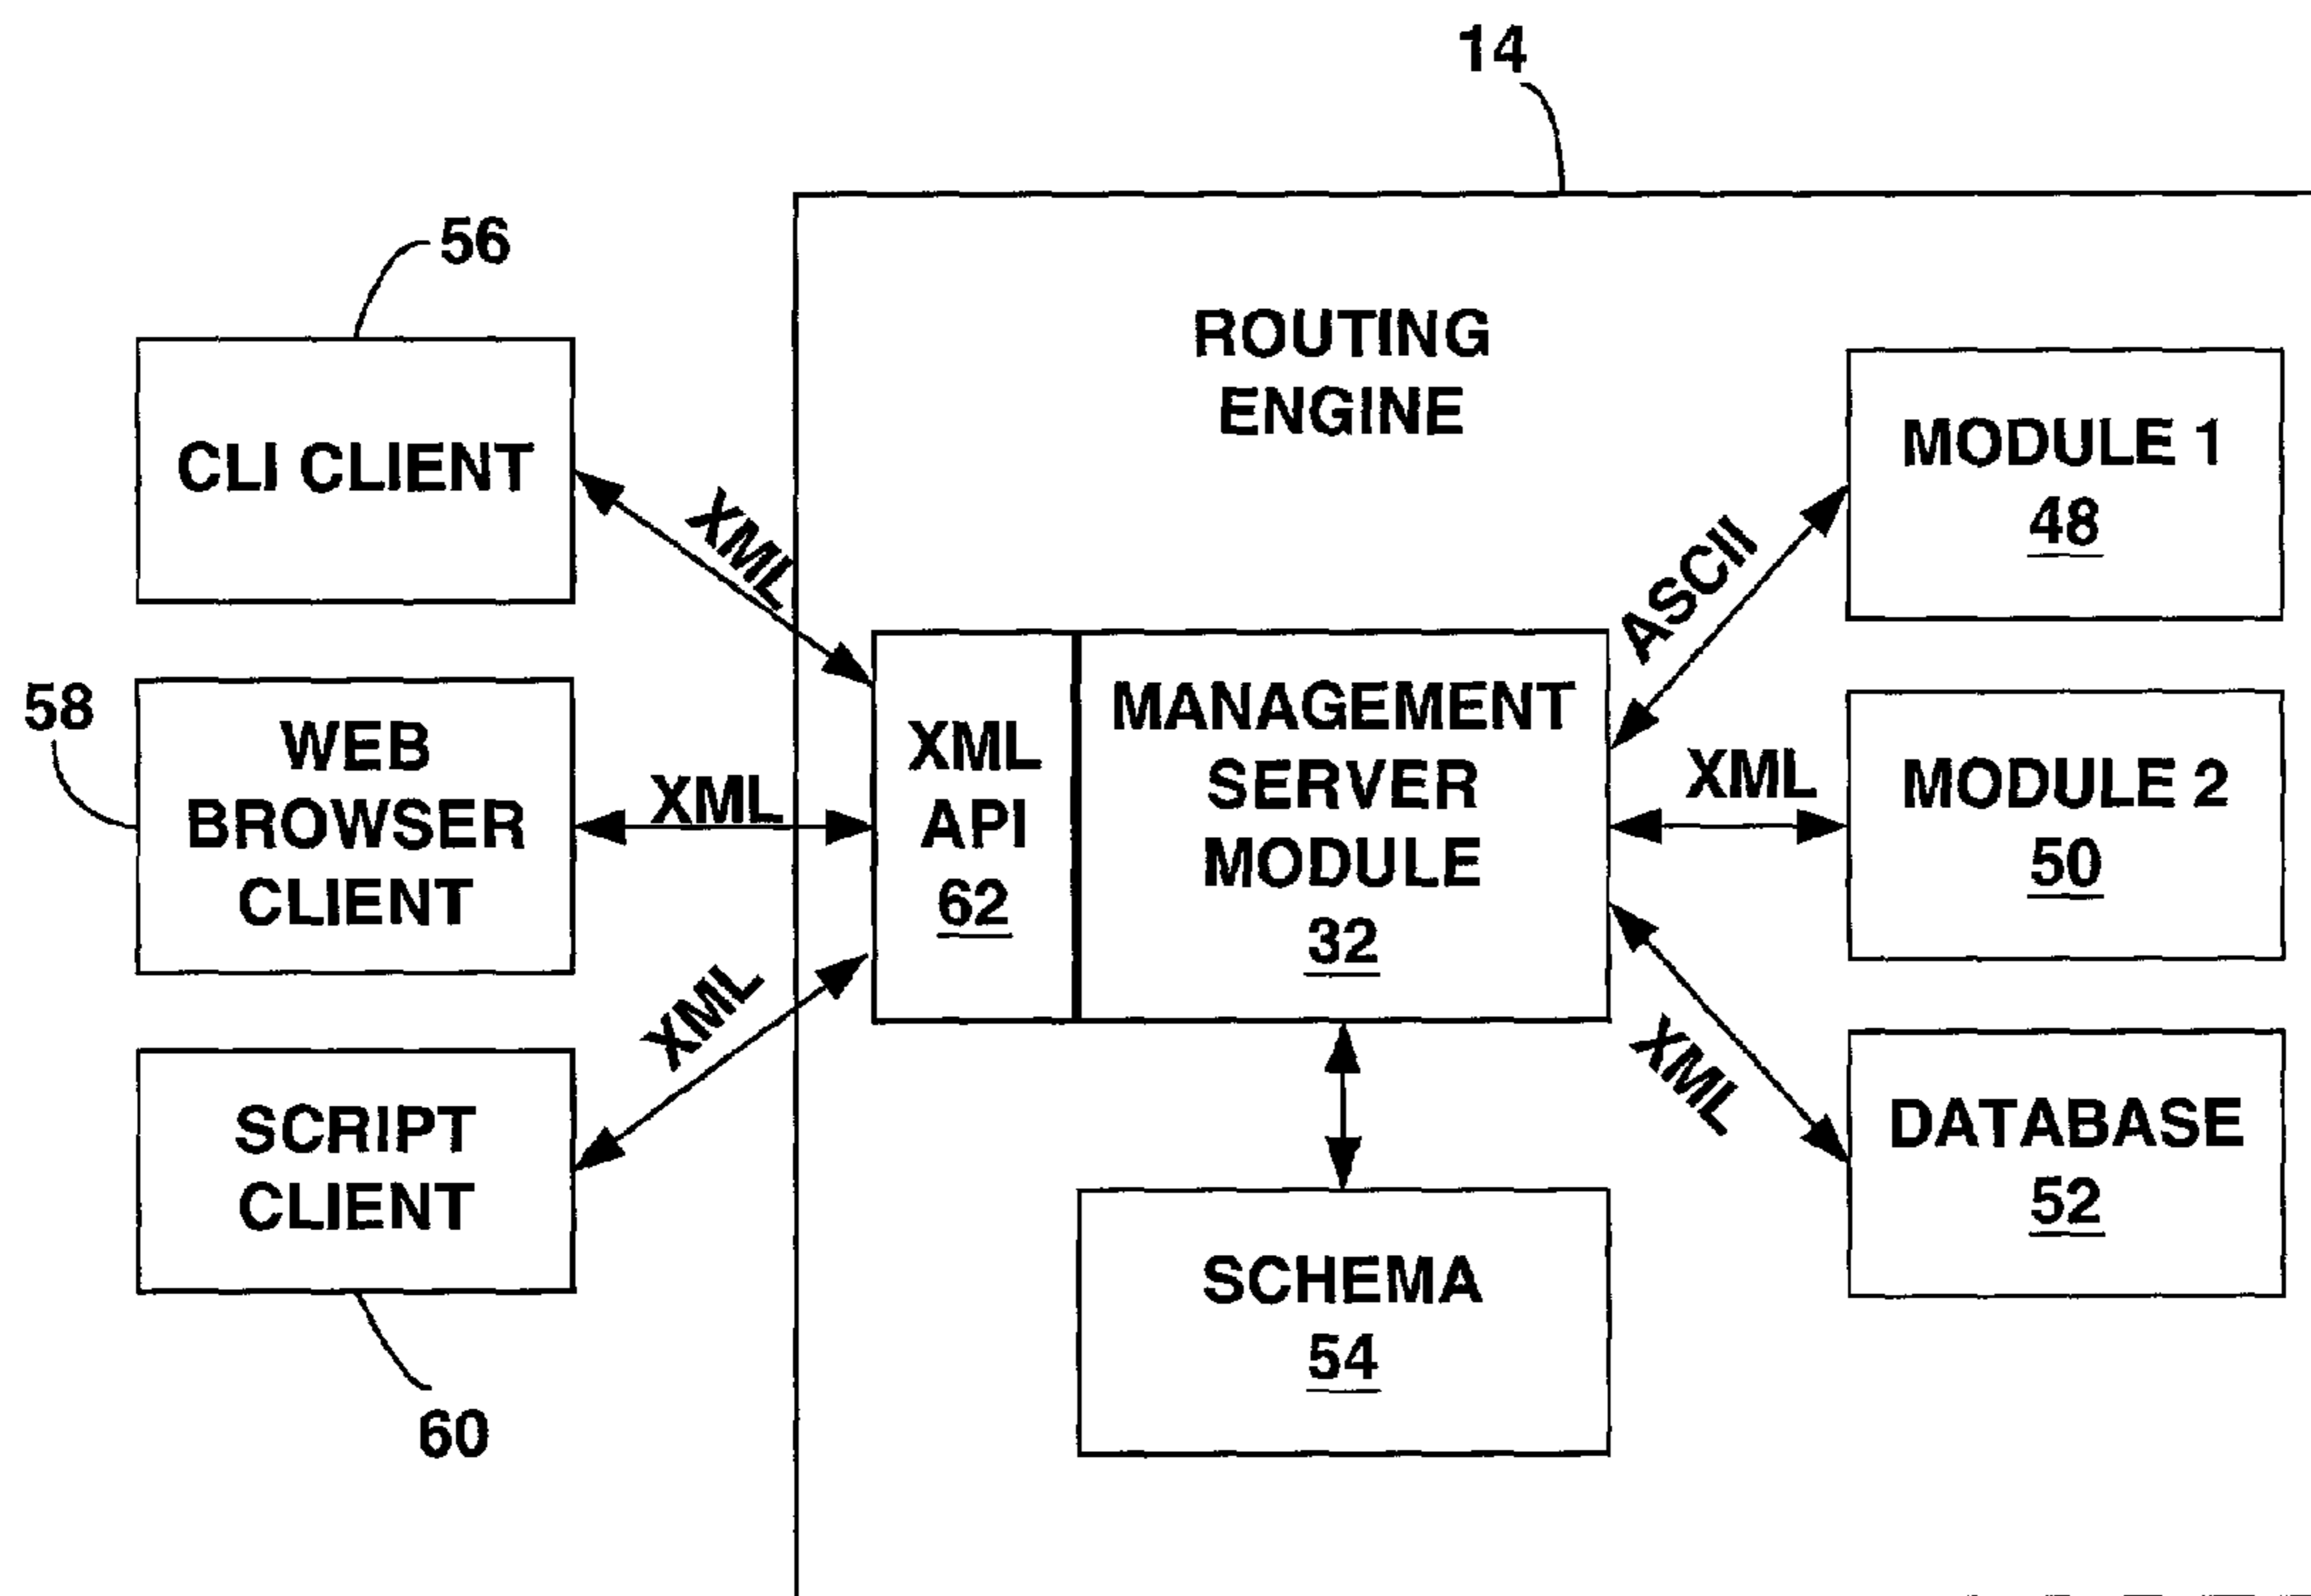 14
56
ROUTING
ENGINE
CLI CLIENT
XML
MODULE 1
48
ASCII
58
WEB
BROWSER
CLIENT
XML
XML
API
62
MANAGEMENT
SERVER
MODULE
32
XML
MODULE 2
50
XML
SCRIPT
CLIENT
60
XML
DATABASE
52
SCHEMA
54